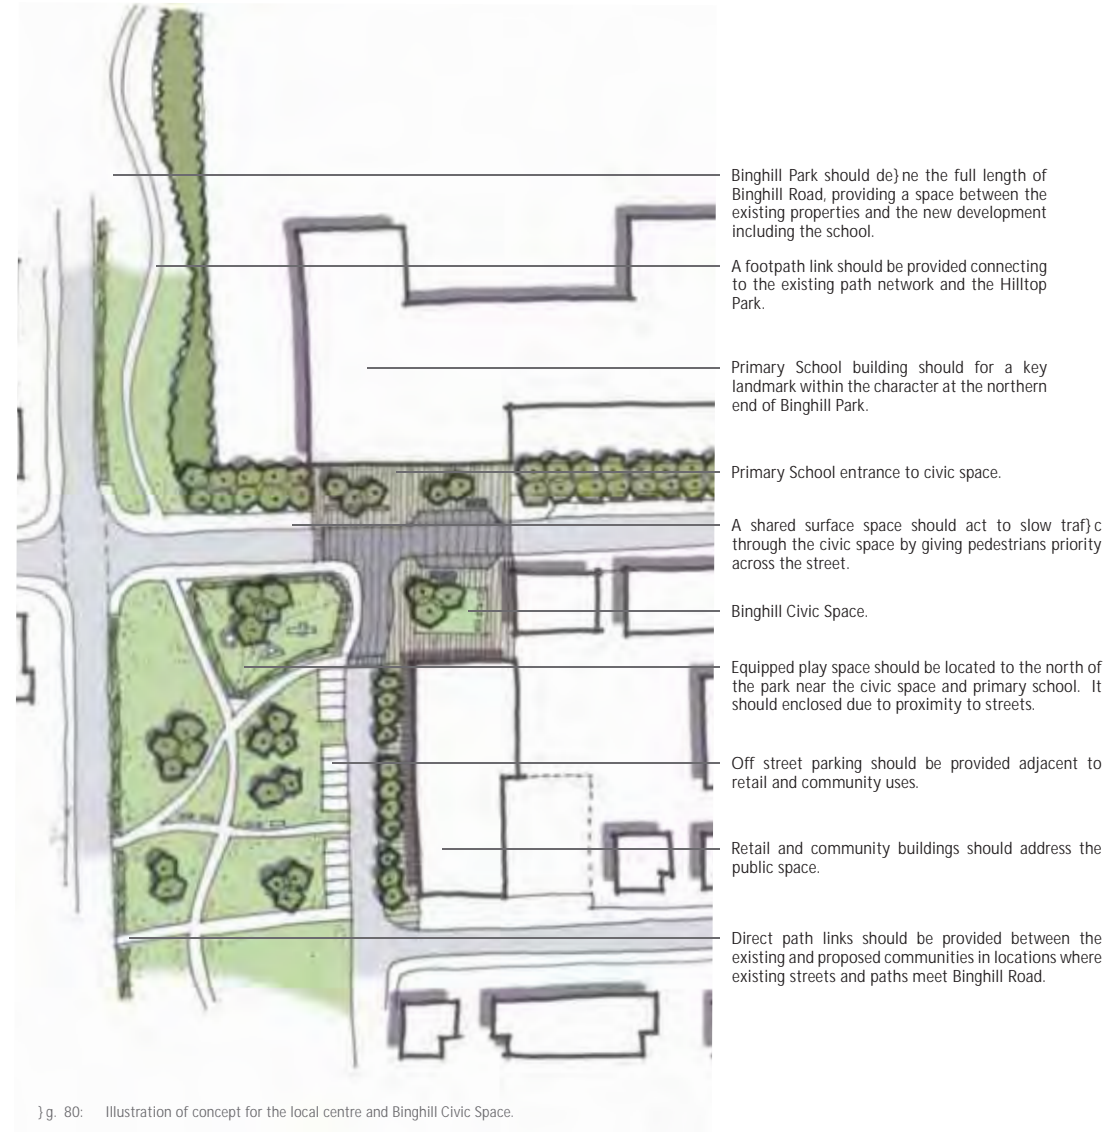 Binghill Park should de}ne the full length of
Binghill Road, providing a space between the
existing properties and the new development
including the school.
A footpath link should be provided connecting
to the existing path network and the Hilltop
Park.
Primary School building should for a key
landmark within the character at the northern
end of Binghill Park.
Primary School entrance to civic space.
A shared surface space should act to slow traf}c
through the civic space by giving pedestrians priority
across the street.
Binghill Civic Space.
Equipped play space should be located to the north of
the park near the civic space and primary school. It
should enclosed due to proximity to streets.
Off street parking should be provided adjacent to
retail and community uses.
Retail and community buildings should address the
public space.
Direct path links should be provided between the
existing and proposed communities in locations where
existing streets and paths meet Binghill Road.
}g. 80: Illustration of concept for the local centre and Binghill Civic Space.